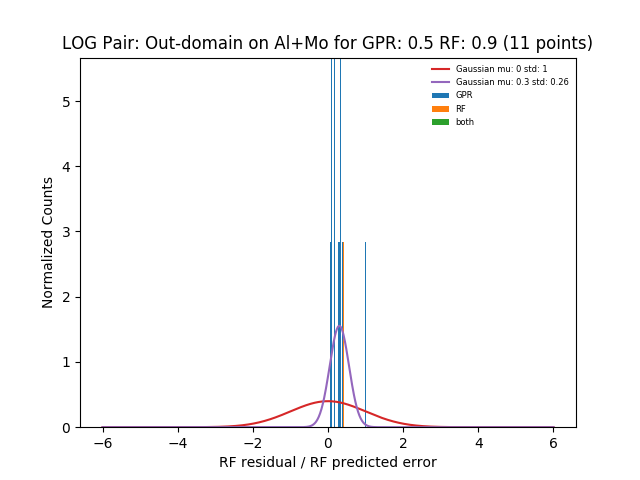 LOG Pair: Out-domain on Al+Mo for GPR: 0.5 RF: 0.9 (11 points)
Gaussian mu: 0 std: 1
Gaussian mu: 0.3 std: 0.26
GPR
RF
both
Normalized Counts
5
4
3
2
1
0
−6
−4
−2
0
2
4
6
RF residual / RF predicted error